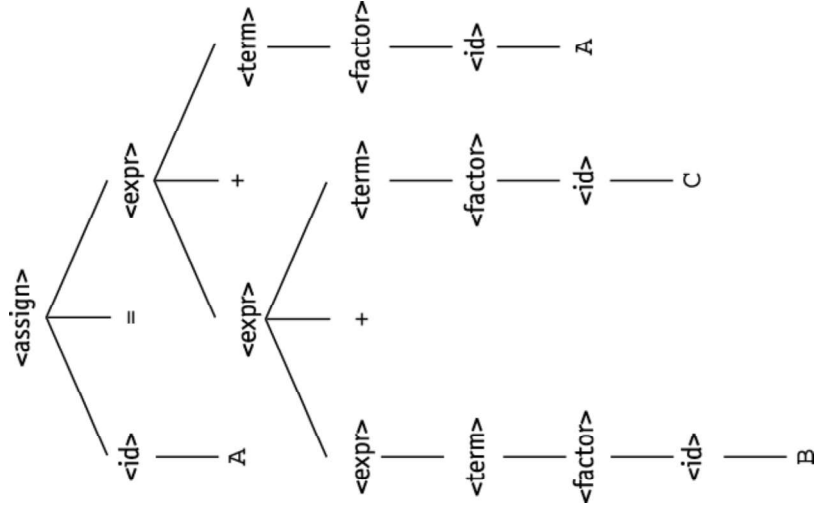 <assign>
<id> = <expr>
A <expr> + <term>
<expr> + <term> <factor>
<term> <factor> <id>
<factor> <id> A
<id> C
B